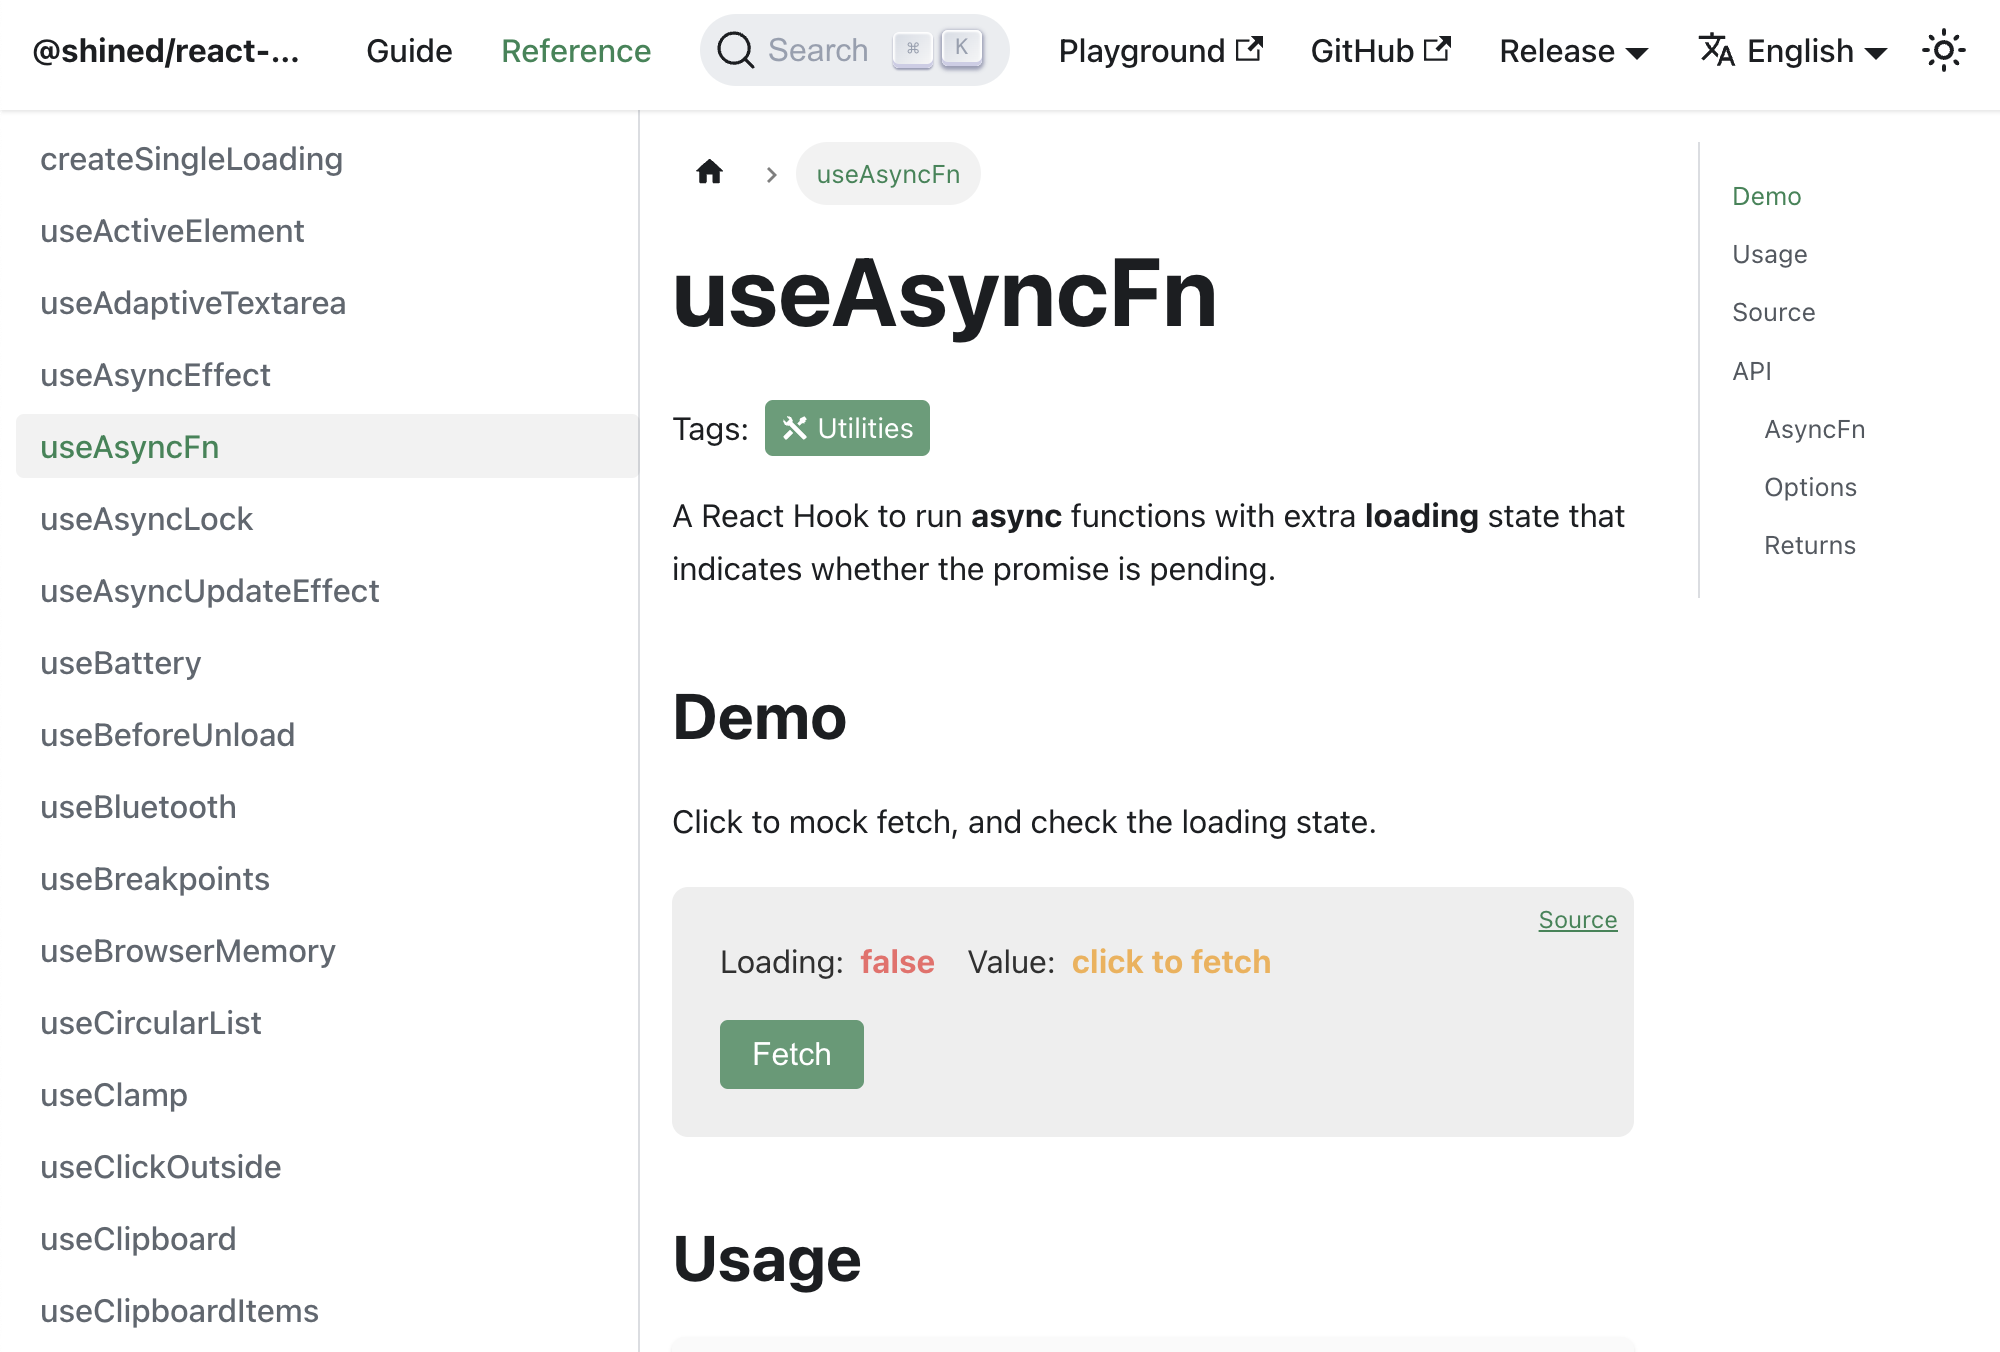 @shined/react-... Guide Reference Search ⌘ K Playground GitHub Release English
createSingleLoading
useActiveElement
useAdaptiveTextarea
useAsyncEffect
useAsyncFn
useAsyncLock
useAsyncUpdateEffect
useBattery
useBeforeUnload
useBluetooth
useBreakpoints
useBrowserMemory
useCircularList
useClamp
useClickOutside
useClipboard
useClipboardItems
useAsyncFn
useAsyncFn
Tags: Utilities
A React Hook to run async functions with extra loading state that
indicates whether the promise is pending.
Demo
Click to mock fetch, and check the loading state.
Source
Loading: false Value: click to fetch
Fetch
Usage
Demo
Usage
Source
API
AsyncFn
Options
Returns